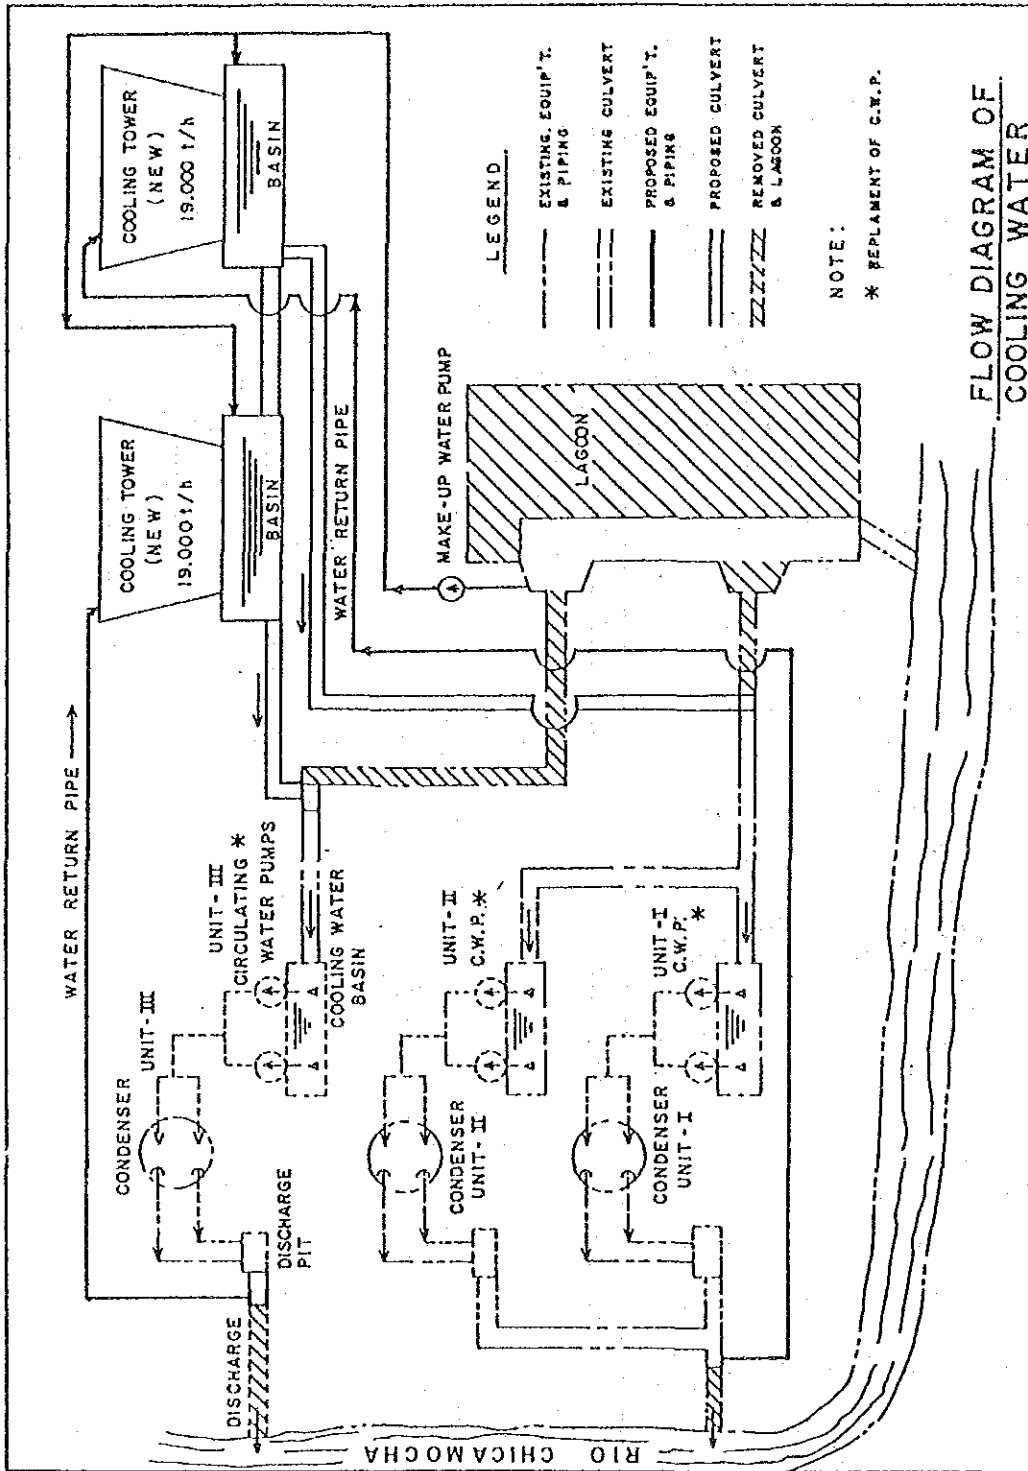 WATER RETURN PIPE
COOLING TOWER
(NEW)
19.000 t/h
BASIN
COOLING TOWER
(NEW)
19.000 t/h
BASIN
CONDENSER
UNIT-III
UNIT-III
CIRCULATING *
WATER PUMPS
COOLING WATER
BASIN
WATER RETURN PIPE
DISCHARGE
DISCHARGE
PIT
MAKE-UP WATER PUMP
CONDENSER
UNIT-II
UNIT-II
C.W.P. *
LAGOON
CONDENSER
UNIT-I
UNIT-I
C.W.P. *
RIO CHICAMOCHA
LEGEND
EXISTING. EQUIP'T.
& PIPING
EXISTING CULVERT
PROPOSED EQUIP'T.
& PIPING
PROPOSED CULVERT
REMOVED CULVERT
& LAGOON
NOTE:
* REPLAMENT OF C.W.P.
FLOW DIAGRAM OF
COOLING WATER